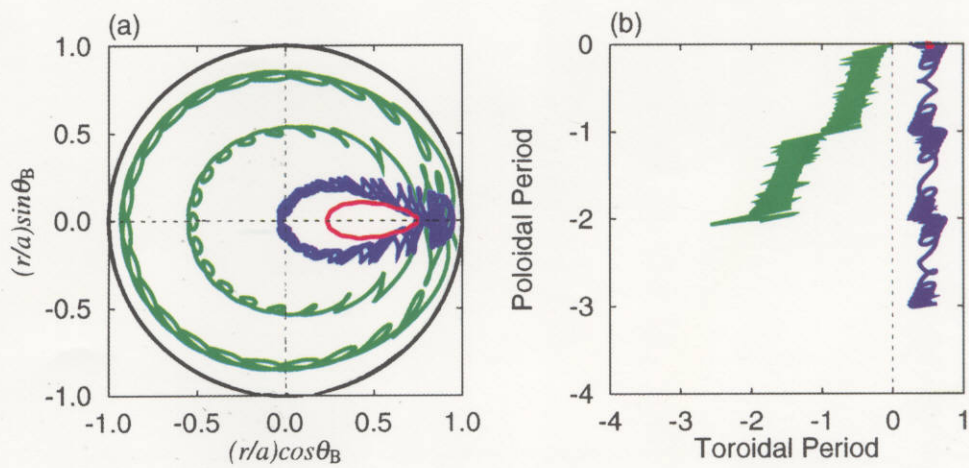 (a)
1.0
0.5
0.0
-0.5
-1.0
(r/a)sinθB
-1.0 -0.5 0.0 0.5 1.0
(r/a)cosθB
(b)
0
-1
-2
-3
-4
Poloidal Period
-4 -3 -2 -1 0 1
Toroidal Period